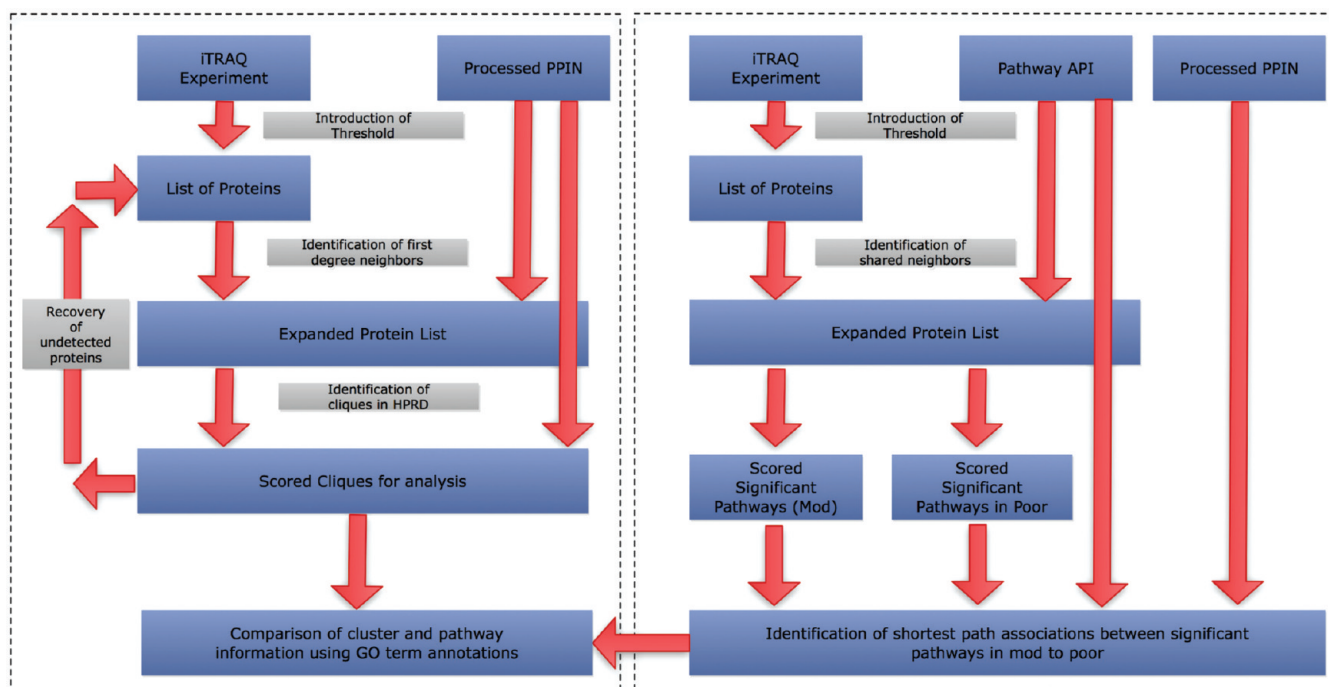 iTRAQ
Experiment
Processed PPIN
Introduction of
Threshold
List of Proteins
Identification of first
degree neighbors
Recovery
of
undetected
proteins
Expanded Protein List
Identification of
cliques in HPRD
Scored Cliques for analysis
Comparison of cluster and pathway
information using GO term annotations
iTRAQ
Experiment
Pathway API
Processed PPIN
Introduction of
Threshold
List of Proteins
Identification of
shared neighbors
Expanded Protein List
Scored
Significant
Pathways (Mod)
Scored
Significant
Pathways in Poor
Identification of shortest path associations between significant
pathways in mod to poor